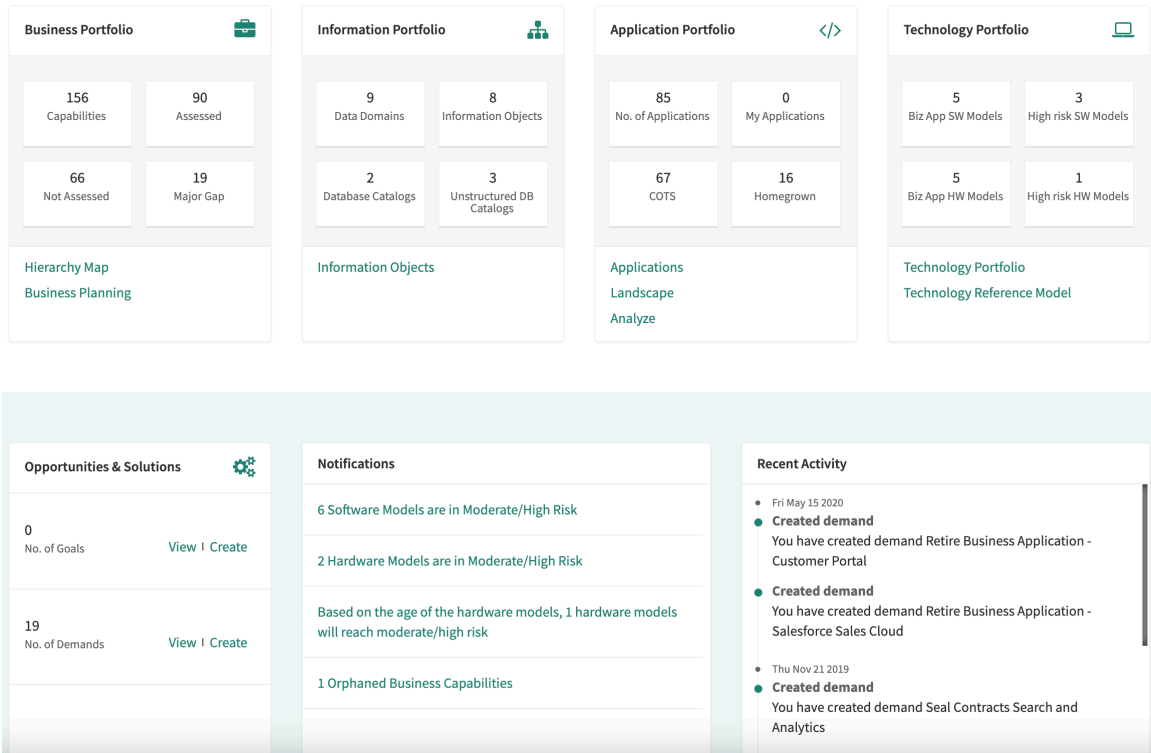 Business Portfolio
156
Capabilities
90
Assessed
66
Not Assessed
19
Major Gap
Hierarchy Map
Business Planning
Information Portfolio
9
Data Domains
8
Information Objects
2
Database Catalogs
3
Unstructured DB
Catalogs
Information Objects
Application Portfolio
</>
85
No. of Applications
0
My Applications
67
COTS
16
Homegrown
Applications
Landscape
Analyze
Technology Portfolio
5
Biz App SW Models
3
High risk SW Models
5
Biz App HW Models
1
High risk HW Models
Technology Portfolio
Technology Reference Model
Opportunities & Solutions
0
No. of Goals
View | Create
19
No. of Demands
View | Create
Notifications
6 Software Models are in Moderate/High Risk
2 Hardware Models are in Moderate/High Risk
Based on the age of the hardware models, 1 hardware models
will reach moderate/high risk
1 Orphaned Business Capabilities
Recent Activity
Fri May 15 2020
Created demand
You have created demand Retire Business Application -
Customer Portal
Created demand
You have created demand Retire Business Application -
Salesforce Sales Cloud
Thu Nov 21 2019
Created demand
You have created demand Seal Contracts Search and
Analytics